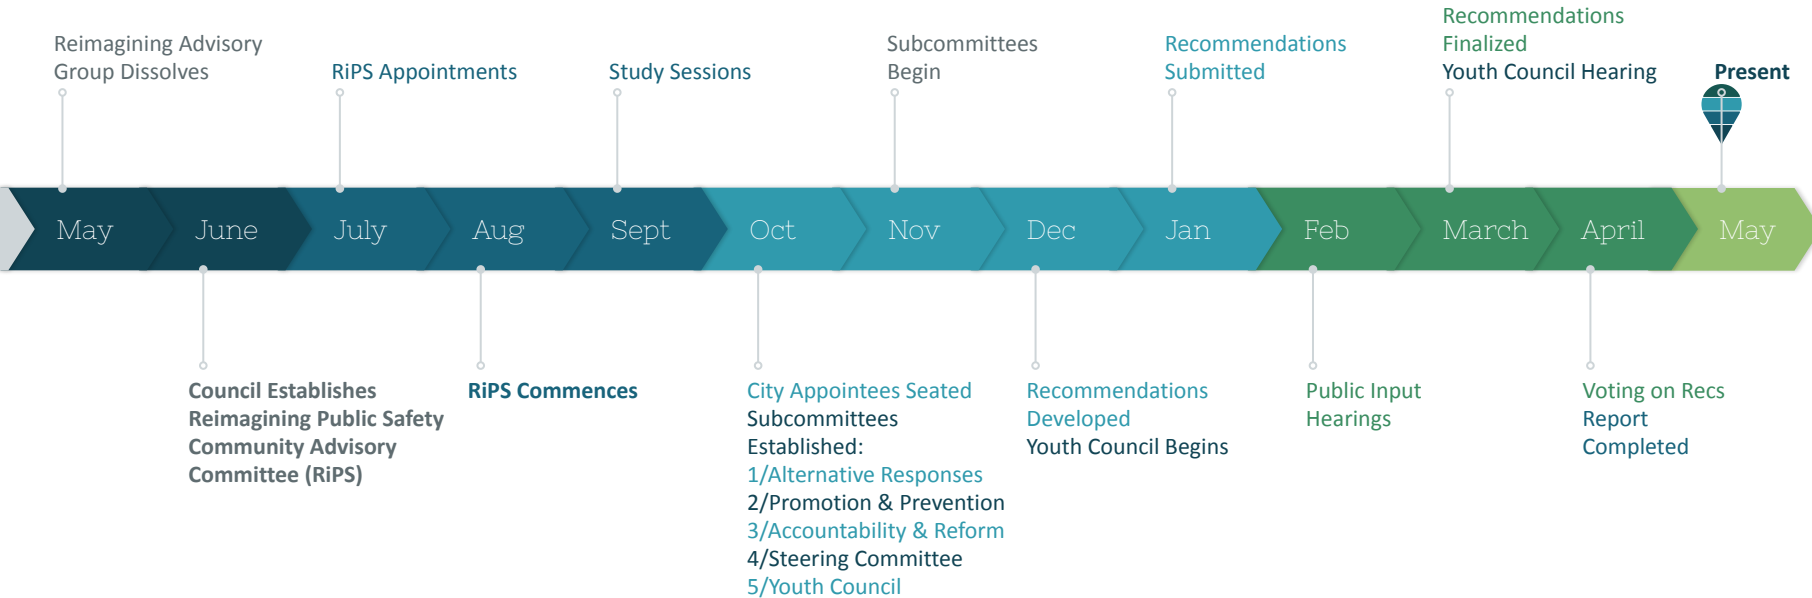 Reimagining Advisory
Group Dissolves
RiPS Appointments
Study Sessions
Subcommittees
Begin
Recommendations
Submitted
Recommendations
Finalized
Youth Council Hearing
Present
May
June
July
Aug
Sept
Oct
Nov
Dec
Jan
Feb
March
April
May
Council Establishes
Reimagining Public Safety
Community Advisory
Committee (RiPS)
RiPS Commences
City Appointees Seated
Subcommittees
Established:
1/Alternative Responses
2/Promotion & Prevention
3/Accountability & Reform
4/Steering Committee
5/Youth Council
Recommendations
Developed
Youth Council Begins
Public Input
Hearings
Voting on Recs
Report
Completed